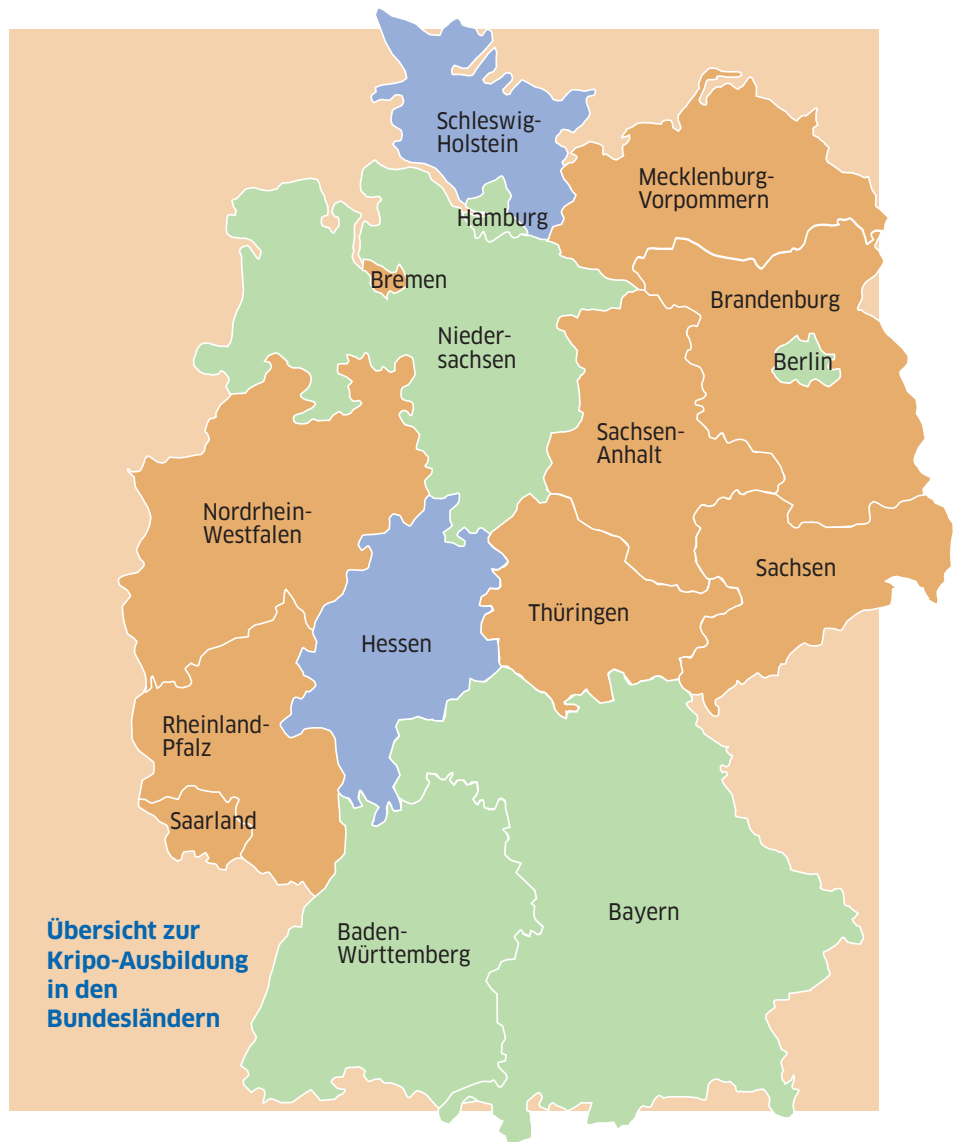 Schleswig-
Holstein
Mecklenburg-
Vorpommern
Hamburg
Bremen
Brandenburg
Nieder-
sachsen
Berlin
Sachsen-
Anhalt
Nordrhein-
Westfalen
Sachsen
Thüringen
Hessen
Rheinland-
Pfalz
Saarland
Bayern
Baden-
Württemberg
Übersicht zur
Kripo-Ausbildung
in den
Bundesländern